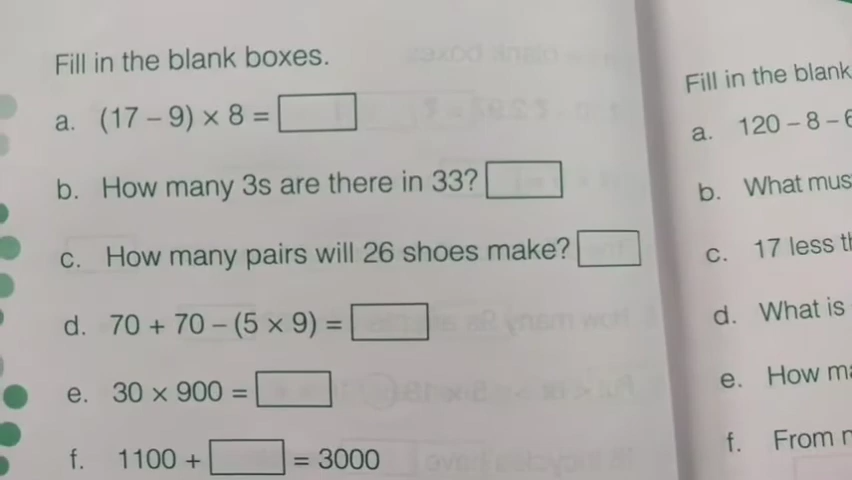 Fill in the blank boxes.
a. (17 – 9) × 8 =
b. How many 3s are there in 33?
c. How many pairs will 26 shoes make?
d. 70 + 70 – (5 × 9) =
e. 30 × 900 =
f. 1100 + = 3000
Fill in the blank
a. 120 – 8 –
b. What
c. 17 less
d. What is
e. How
f. From